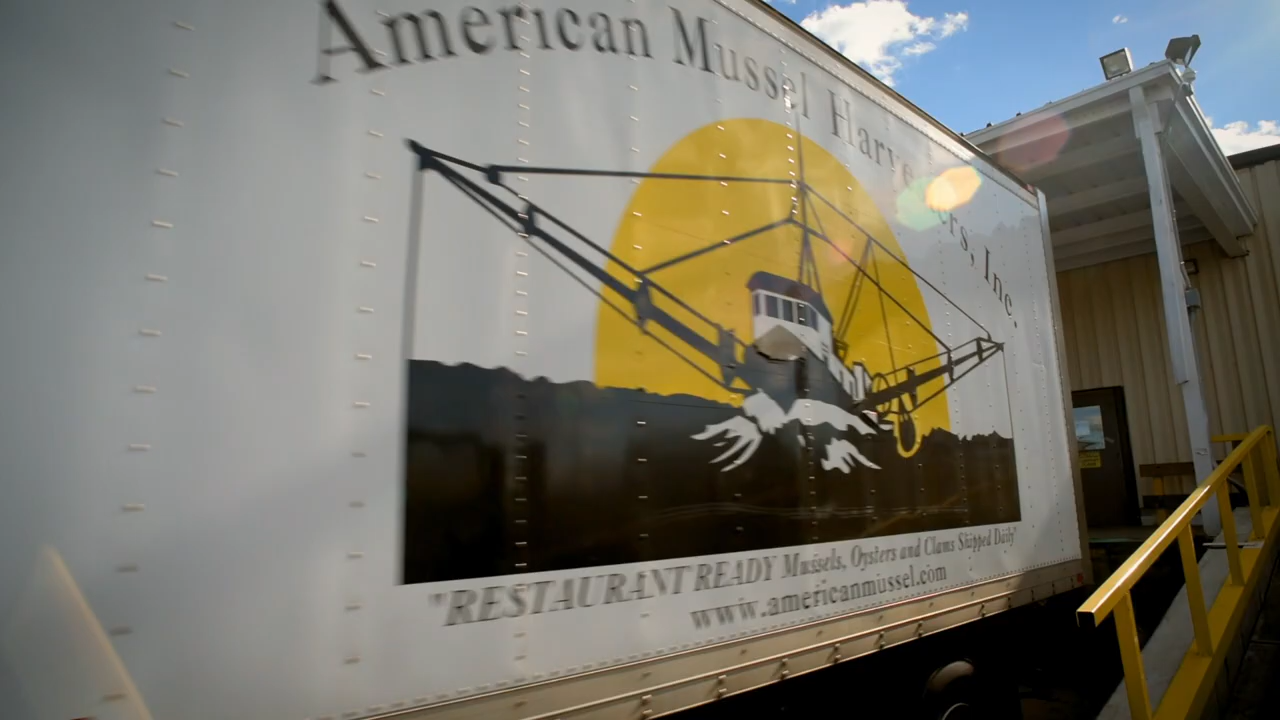 American Mussel Harvesters, Inc.
"RESTAURANT READY Mussels, Oysters and Clams Shipped Daily"
www.americanmussel.com